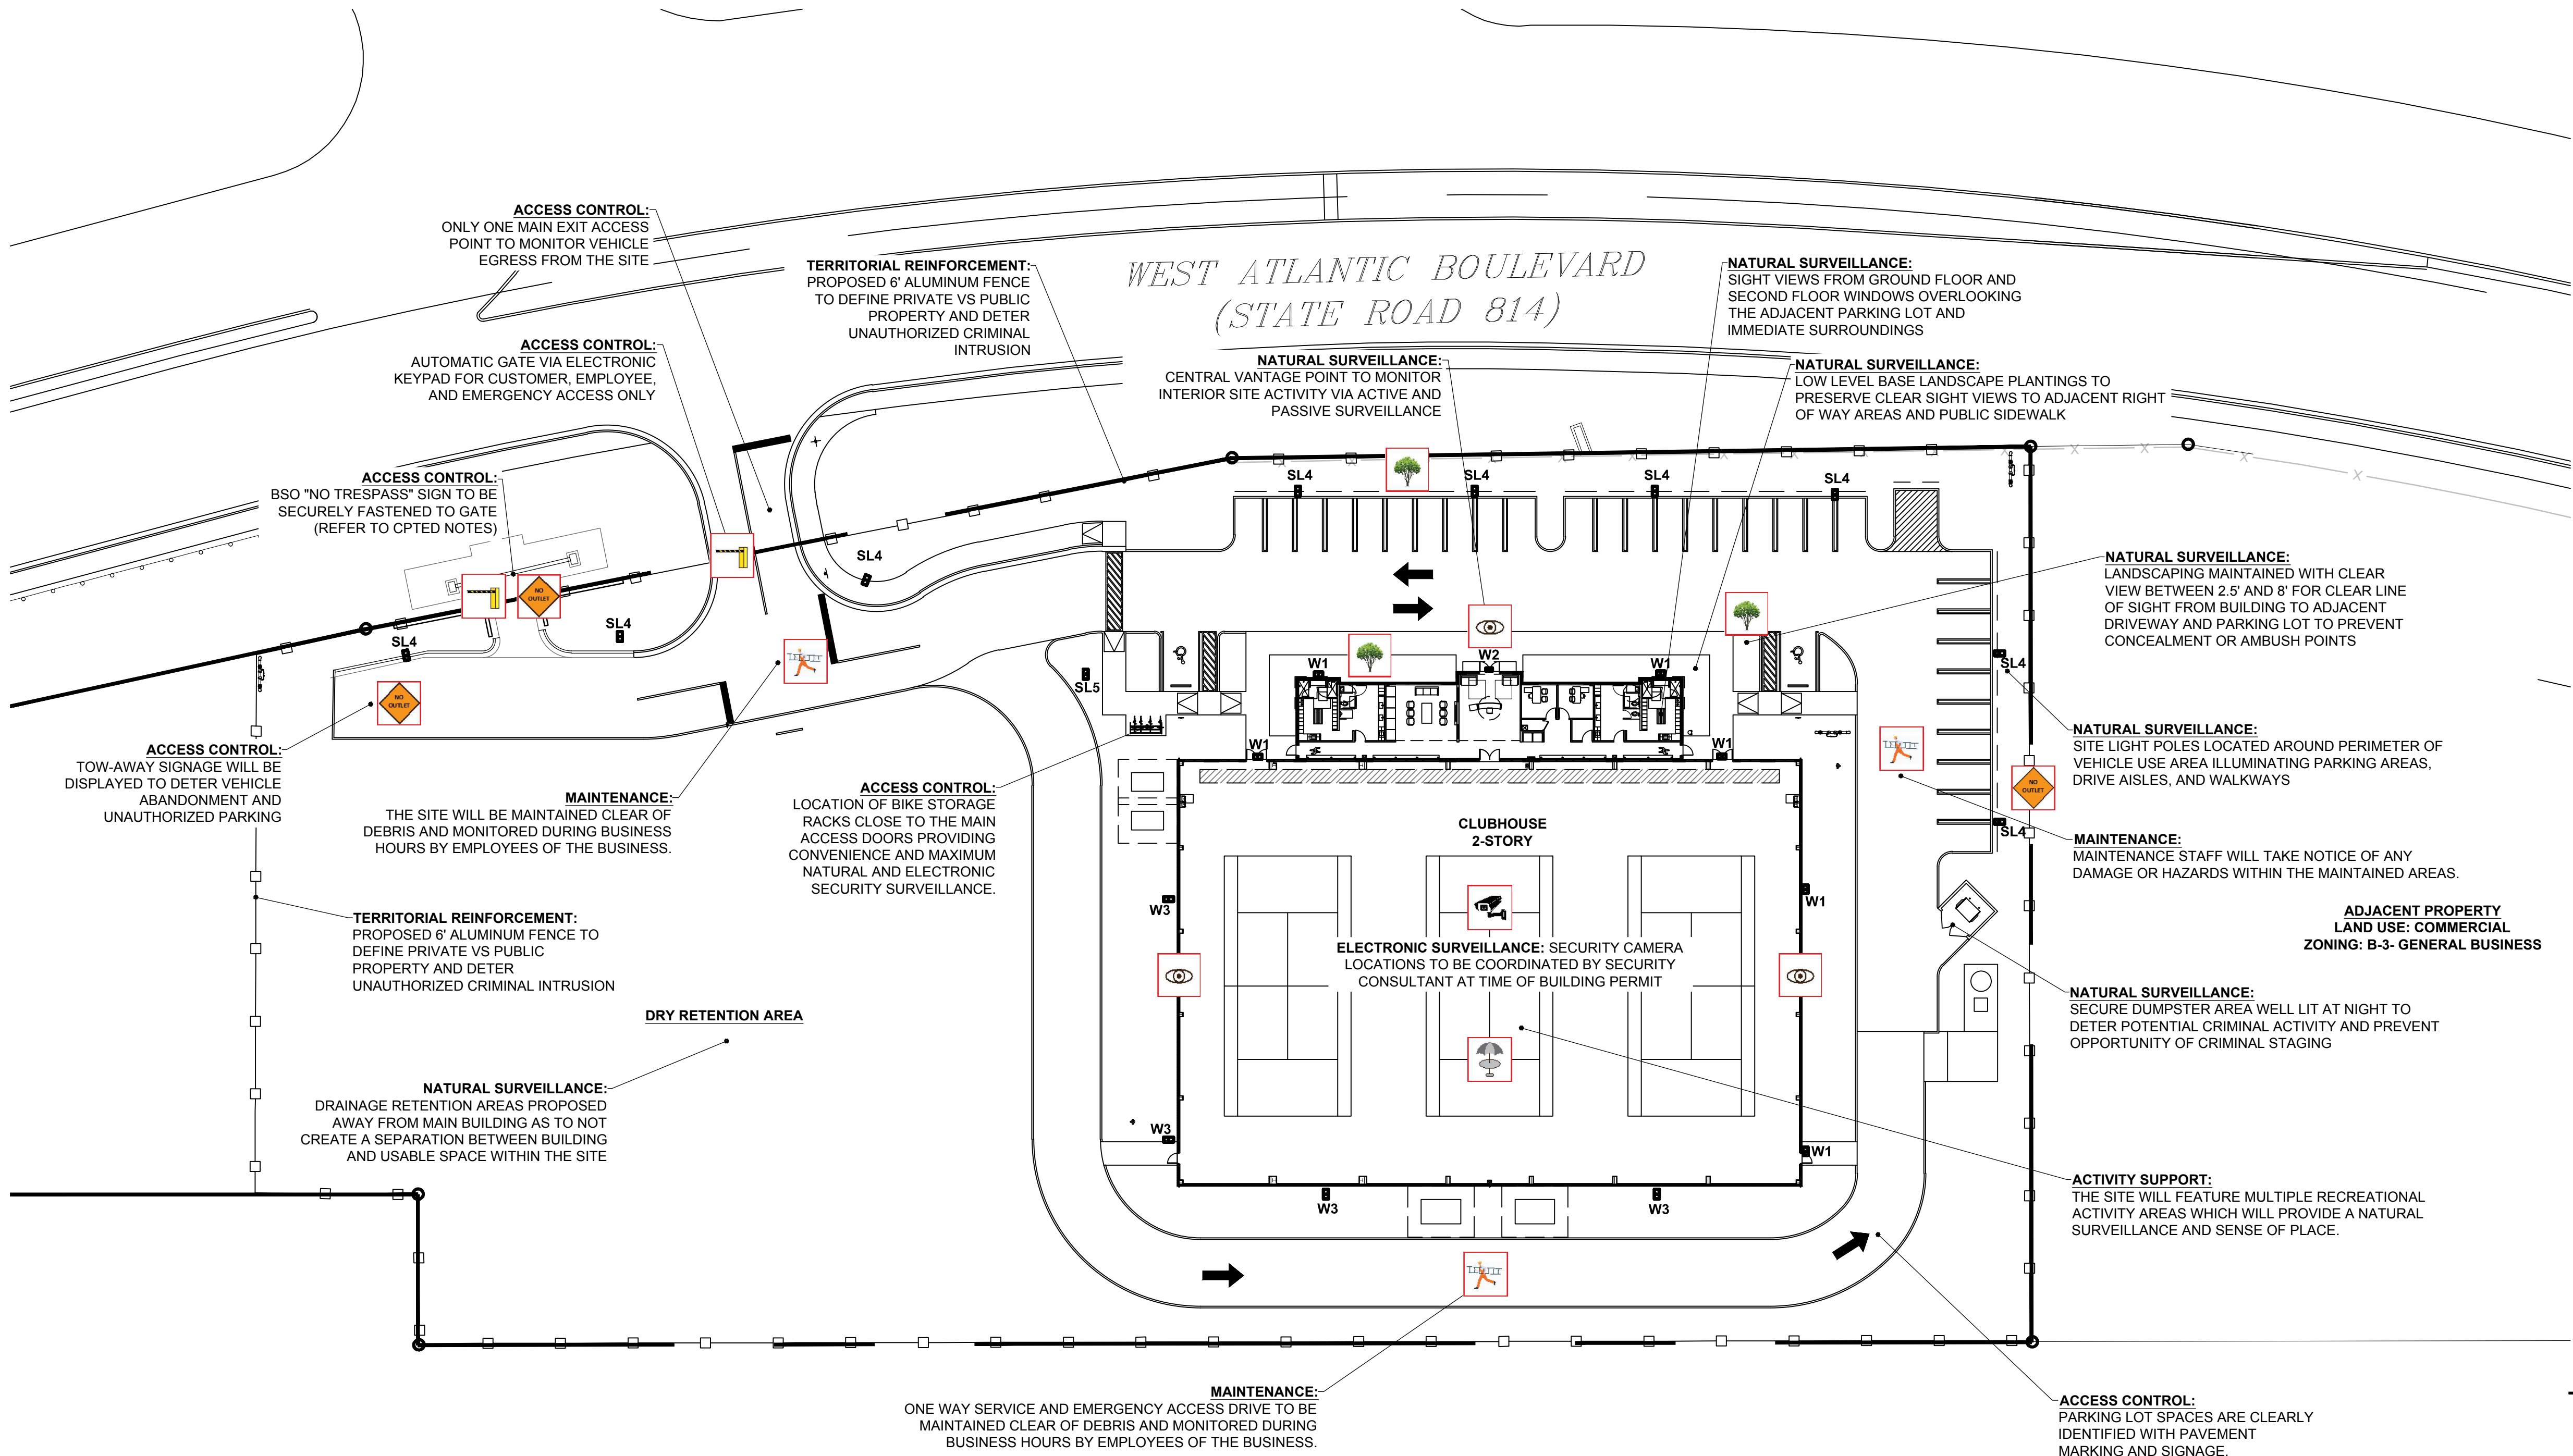 ACCESS CONTROL:
ONLY ONE MAIN EXIT ACCESS
POINT TO MONITOR VEHICLE
EGRESS FROM THE SITE
TERRITORIAL REINFORCEMENT:
PROPOSED 6' ALUMINUM FENCE
TO DEFINE PRIVATE VS PUBLIC
PROPERTY AND DETER
UNAUTHORIZED CRIMINAL
INTRUSION
WEST ATLANTIC BOULEVARD
(STATE ROAD 814)
NATURAL SURVEILLANCE:
SIGHT VIEWS FROM GROUND FLOOR AND
SECOND FLOOR WINDOWS OVERLOOKING
THE ADJACENT PARKING LOT AND
IMMEDIATE SURROUNDINGS
ACCESS CONTROL:
AUTOMATIC GATE VIA ELECTRONIC
KEYPAD FOR CUSTOMER, EMPLOYEE,
AND EMERGENCY ACCESS ONLY
NATURAL SURVEILLANCE:
CENTRAL VANTAGE POINT TO MONITOR
INTERIOR SITE ACTIVITY VIA ACTIVE AND
PASSIVE SURVEILLANCE
NATURAL SURVEILLANCE:
LOW LEVEL BASE LANDSCAPE PLANTINGS TO
PRESERVE CLEAR SIGHT VIEWS TO ADJACENT RIGHT
OF WAY AREAS AND PUBLIC SIDEWALK
ACCESS CONTROL:
BSO "NO TRESPASS" SIGN TO BE
SECURELY FASTENED TO GATE
(REFER TO CPTED NOTES)
SL4
SL4
SL4
SL4
SL4
NO
OUTLET
SL4
SL4
NO
OUTLET
NATURAL SURVEILLANCE:
LANDSCAPING MAINTAINED WITH CLEAR
VIEW BETWEEN 2.5' AND 8' FOR CLEAR LINE
OF SIGHT FROM BUILDING TO ADJACENT
DRIVEWAY AND PARKING LOT TO PREVENT
CONCEALMENT OR AMBUSH POINTS
W1
W2
W1
SL4
SL5
W1
W1
ACCESS CONTROL:
TOW-AWAY SIGNAGE WILL BE
DISPLAYED TO DETER VEHICLE
ABANDONMENT AND
UNAUTHORIZED PARKING
MAINTENANCE:
THE SITE WILL BE MAINTAINED CLEAR OF
DEBRIS AND MONITORED DURING BUSINESS
HOURS BY EMPLOYEES OF THE BUSINESS.
ACCESS CONTROL:
LOCATION OF BIKE STORAGE
RACKS CLOSE TO THE MAIN
ACCESS DOORS PROVIDING
CONVENIENCE AND MAXIMUM
NATURAL AND ELECTRONIC
SECURITY SURVEILLANCE.
NATURAL SURVEILLANCE:
SITE LIGHT POLES LOCATED AROUND PERIMETER OF
VEHICLE USE AREA ILLUMINATING PARKING AREAS,
DRIVE AISLES, AND WALKWAYS
NO
OUTLET
SL4
MAINTENANCE:
MAINTENANCE STAFF WILL TAKE NOTICE OF ANY
DAMAGE OR HAZARDS WITHIN THE MAINTAINED AREAS.
CLUBHOUSE
2-STORY
W3
W1
TERRITORIAL REINFORCEMENT:
PROPOSED 6' ALUMINUM FENCE TO
DEFINE PRIVATE VS PUBLIC
PROPERTY AND DETER
UNAUTHORIZED CRIMINAL INTRUSION
ADJACENT PROPERTY
LAND USE: COMMERCIAL
ZONING: B-3- GENERAL BUSINESS
ELECTRONIC SURVEILLANCE: SECURITY CAMERA
LOCATIONS TO BE COORDINATED BY SECURITY
CONSULTANT AT TIME OF BUILDING PERMIT
DRY RETENTION AREA
NATURAL SURVEILLANCE:
SECURE DUMPSTER AREA WELL LIT AT NIGHT TO
DETER POTENTIAL CRIMINAL ACTIVITY AND PREVENT
OPPORTUNITY OF CRIMINAL STAGING
NATURAL SURVEILLANCE:
DRAINAGE RETENTION AREAS PROPOSED
AWAY FROM MAIN BUILDING AS TO NOT
CREATE A SEPARATION BETWEEN BUILDING
AND USABLE SPACE WITHIN THE SITE
W3
W1
W3
W3
ACTIVITY SUPPORT:
THE SITE WILL FEATURE MULTIPLE RECREATIONAL
ACTIVITY AREAS WHICH WILL PROVIDE A NATURAL
SURVEILLANCE AND SENSE OF PLACE.
MAINTENANCE:
ONE WAY SERVICE AND EMERGENCY ACCESS DRIVE TO BE
MAINTAINED CLEAR OF DEBRIS AND MONITORED DURING
BUSINESS HOURS BY EMPLOYEES OF THE BUSINESS.
ACCESS CONTROL:
PARKING LOT SPACES ARE CLEARLY
IDENTIFIED WITH PAVEMENT
MARKING AND SIGNAGE.